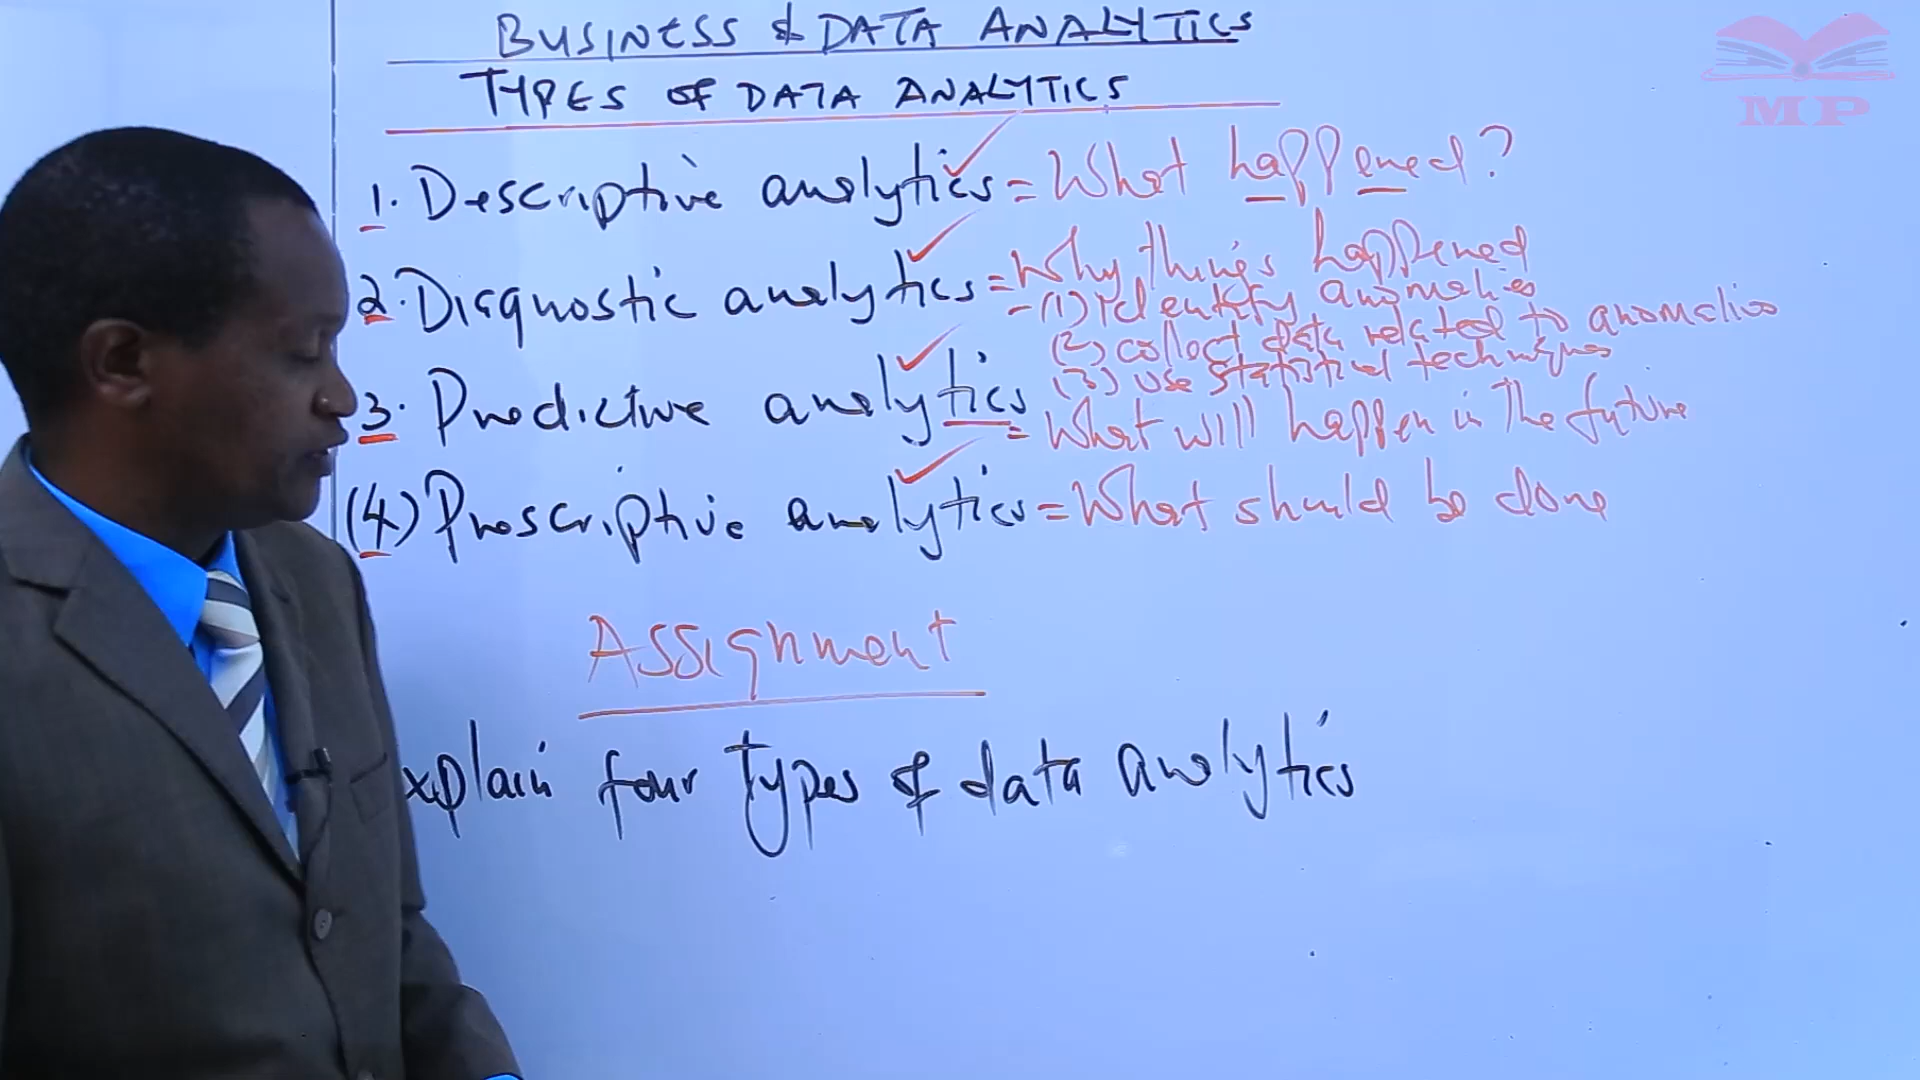 BUSINESS & DATA ANALYTICS
TYPES OF DATA ANALYTICS
1. Descriptive analytics = What happened?
2. Diagnostic analytics = Why things happened
- (1) identify anomalies
(2) collect data related to anomalies
(3) use statistical techniques
3. Predictive analytics = What will happen in the future
(4) Prescriptive analytics = What should be done
Assignment
xplain four types of data analytics
MP